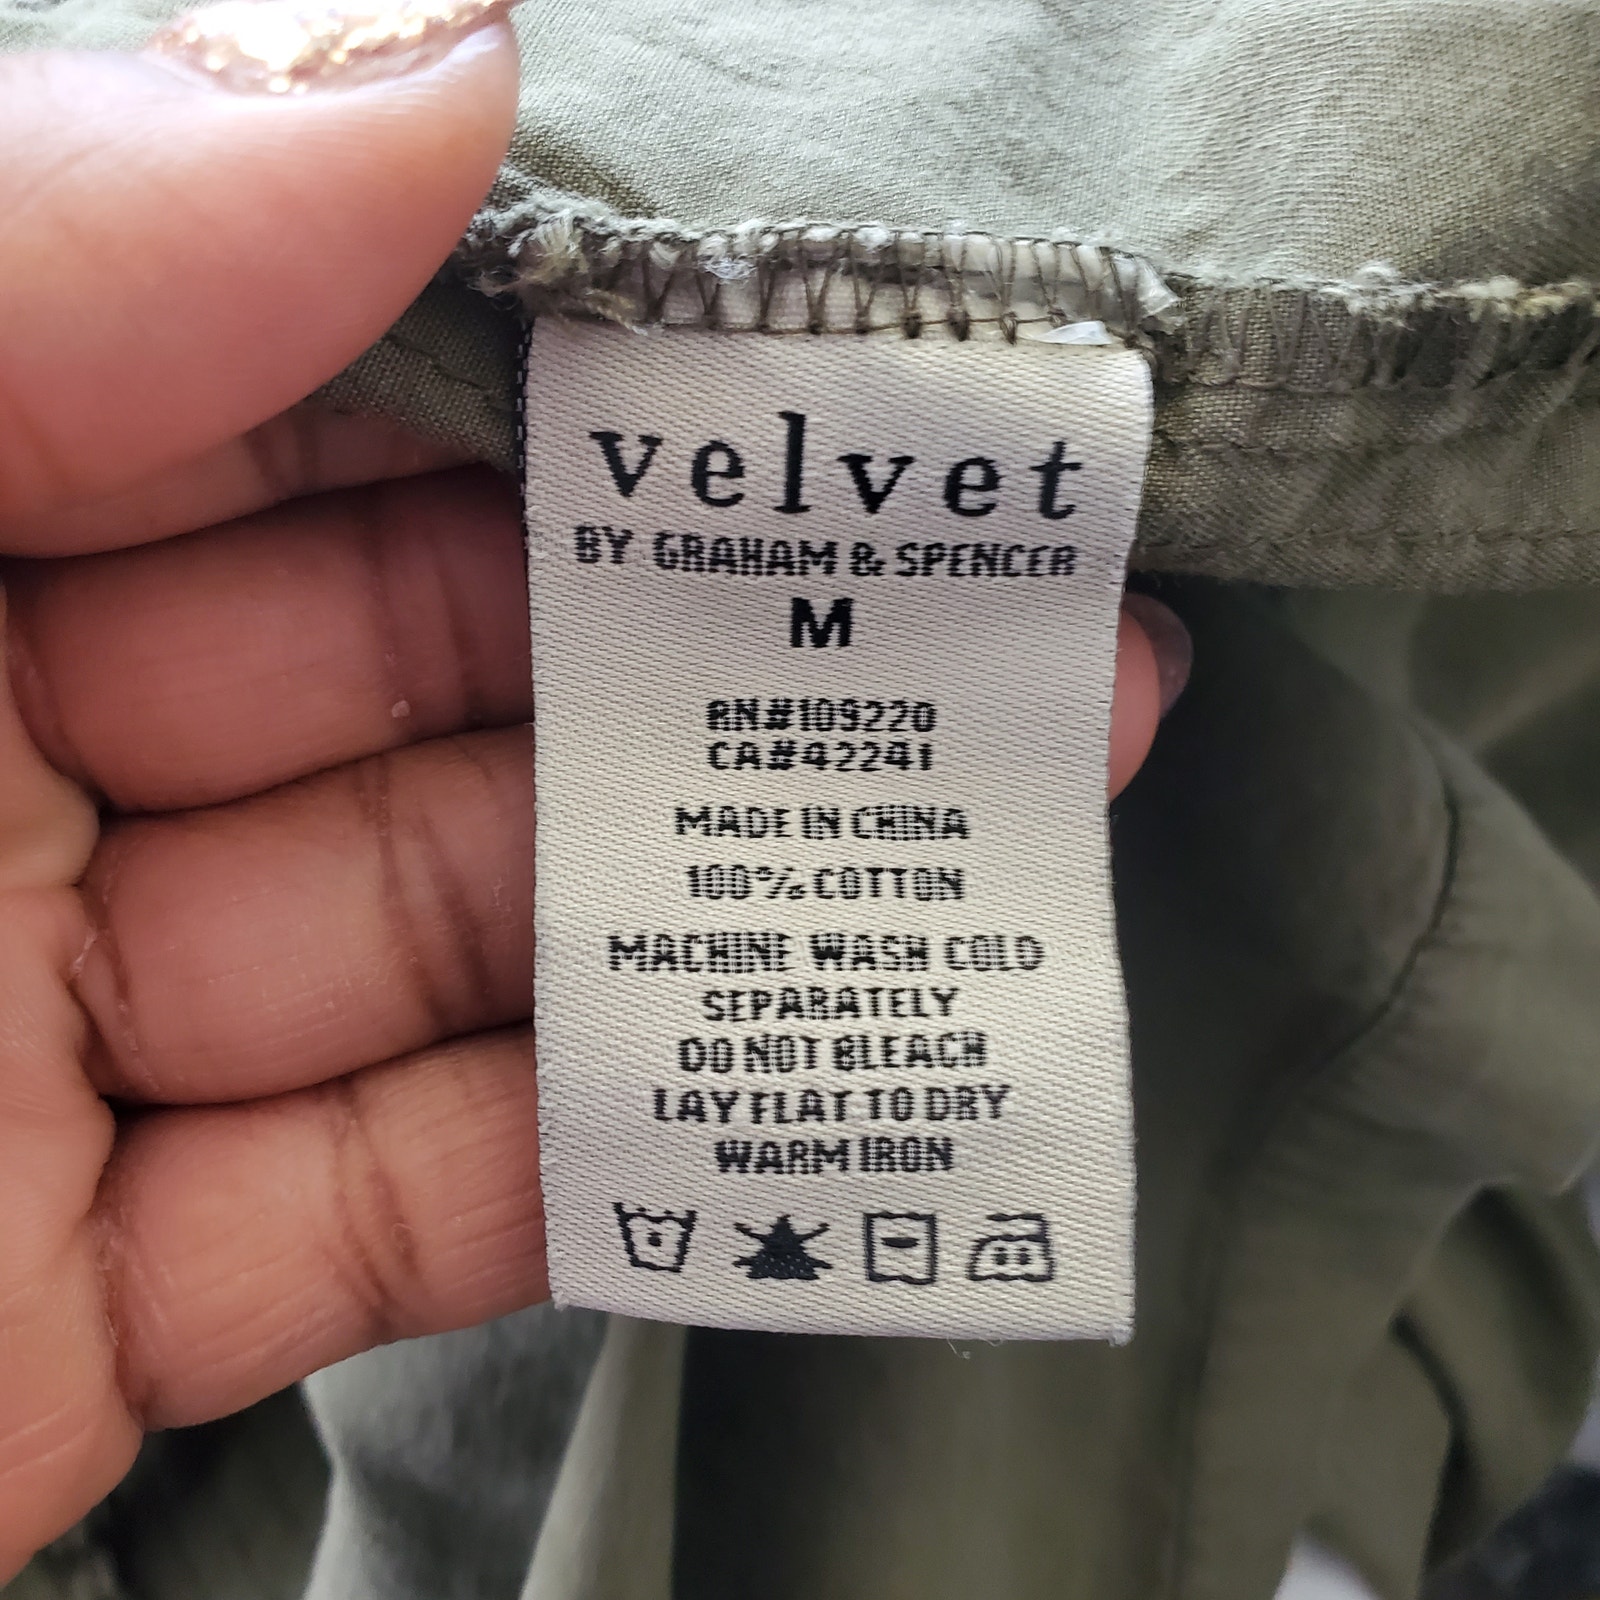 velvet
BY GRAHAM & SPENCER
M
RN#109220
CA#42241
MADE IN CHINA
100% COTTON
MACHINE WASH COLD
SEPARATELY
DO NOT BLEACH
LAY FLAT TO DRY
WARM IRON